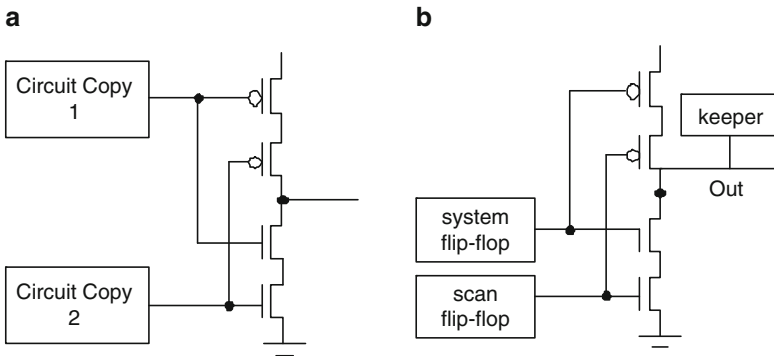 a
Circuit Copy
1
Circuit Copy
2
b
keeper
Out
system
flip-flop
scan
flip-flop